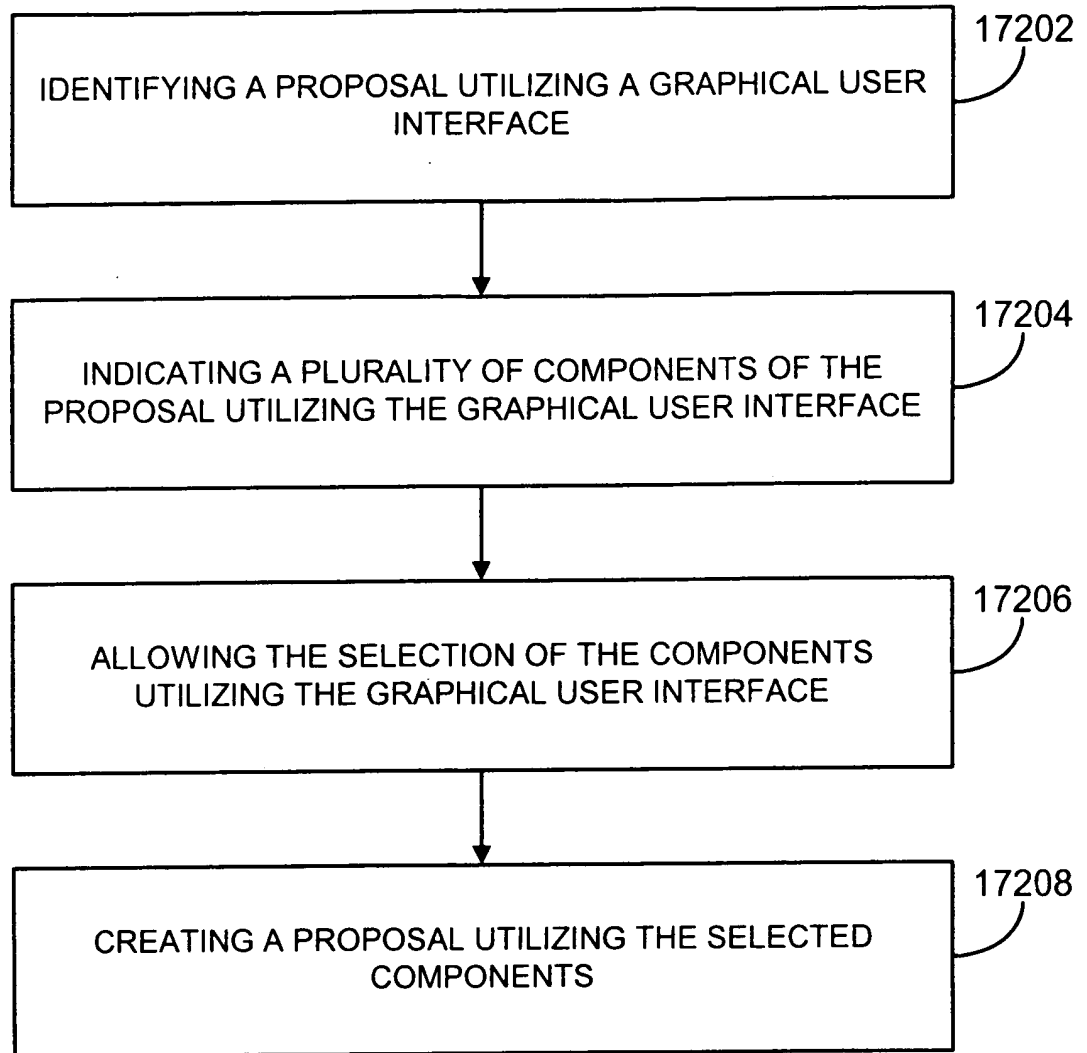 17202
IDENTIFYING A PROPOSAL UTILIZING A GRAPHICAL USER
INTERFACE
17204
INDICATING A PLURALITY OF COMPONENTS OF THE
PROPOSAL UTILIZING THE GRAPHICAL USER INTERFACE
17206
ALLOWING THE SELECTION OF THE COMPONENTS
UTILIZING THE GRAPHICAL USER INTERFACE
17208
CREATING A PROPOSAL UTILIZING THE SELECTED
COMPONENTS